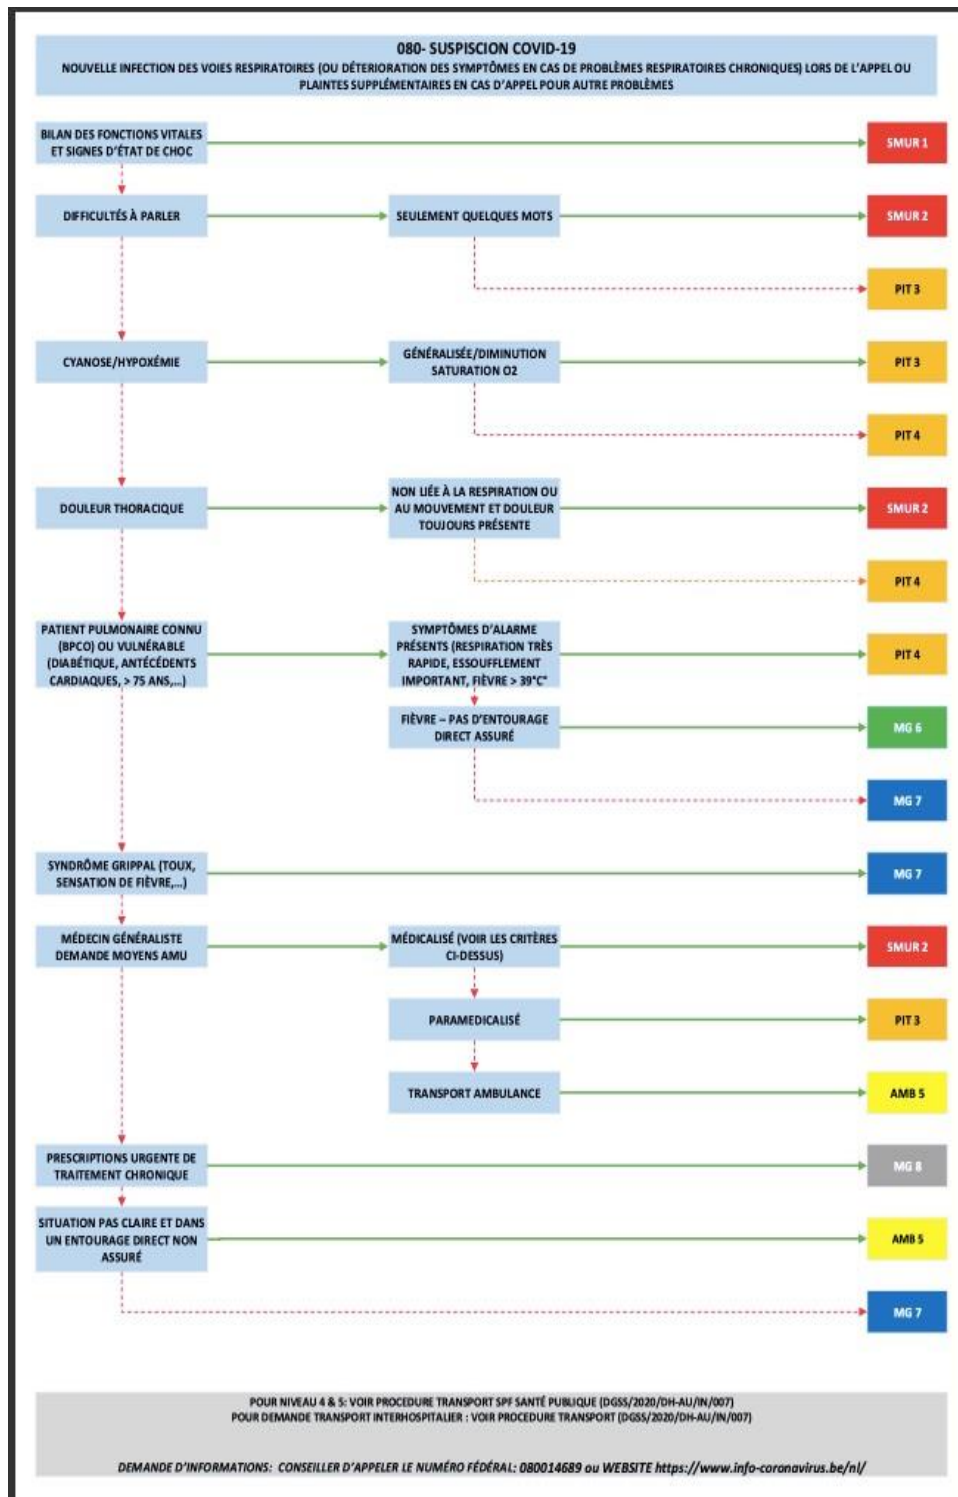 080- SUSPISCION COVID-19
NOUVELLE INFECTION DES VOIES RESPIRATOIRES (OU DÉTERIORATION DES SYMPTÔMES EN CAS DE PROBLÈMES RESPIRATOIRES CHRONIQUES) LORS DE L'APPEL OU
PLAINTES SUPPLÉMENTAIRES EN CAS D'APPEL POUR AUTRE PROBLÈMES
BILAN DES FONCTIONS VITALES
ET SIGNES D'ÉTAT DE CHOC
SMUR 1
DIFFICULTÉS À PARLER
SEULEMENT QUELQUES MOTS
SMUR 2
PIT 3
CYANOSE/HYPOXÉMIE
GÉNÉRALISÉE/DIMINUTION
SATURATION O2
PIT 3
PIT 4
DOULEUR THORACIQUE
NON LIÉE À LA RESPIRATION OU
AU MOUVEMENT ET DOULEUR
TOUJOURS PRÉSENTE
SMUR 2
PIT 4
PATIENT PULMONAIRE CONNU
(BPCO) OU VULNÉRABLE
(DIABÉTIQUE, ANTÉCÉDENTS
CARDIAQUES, > 75 ANS,...)
SYMPTÔMES D'ALARME
PRÉSENTS (RESPIRATION TRÈS
RAPIDE, ESSOUFFLEMENT
IMPORTANT, FIÈVRE > 39°C"
PIT 4
FIÈVRE – PAS D'ENTOURAGE
DIRECT ASSURÉ
MG 6
MG 7
SYNDRÔME GRIPPAL (TOUX,
SENSATION DE FIÈVRE,...)
MG 7
MÉDECIN GÉNÉRALISTE
DEMANDE MOYENS AMU
MÉDICALISÉ (VOIR LES CRITÈRES
CI-DESSUS)
SMUR 2
PARAMEDICALISÉ
PIT 3
TRANSPORT AMBULANCE
AMB 5
PRESCRIPTIONS URGENTE DE
TRAITEMENT CHRONIQUE
MG 8
SITUATION PAS CLAIRE ET DANS
UN ENTOURAGE DIRECT NON
ASSURÉ
AMB 5
MG 7
POUR NIVEAU 4 & 5: VOIR PROCEDURE TRANSPORT SPF SANTÉ PUBLIQUE (DGSS/2020/DH-AU/IN/007)
POUR DEMANDE TRANSPORT INTERHOSPITALIER : VOIR PROCEDURE TRANSPORT (DGSS/2020/DH-AU/IN/007)
DEMANDE D'INFORMATIONS: CONSEILLER D'APPELER LE NUMÉRO FÉDÉRAL: 080014689 ou WEBSITE https://www.info-coronavirus.be/nl/